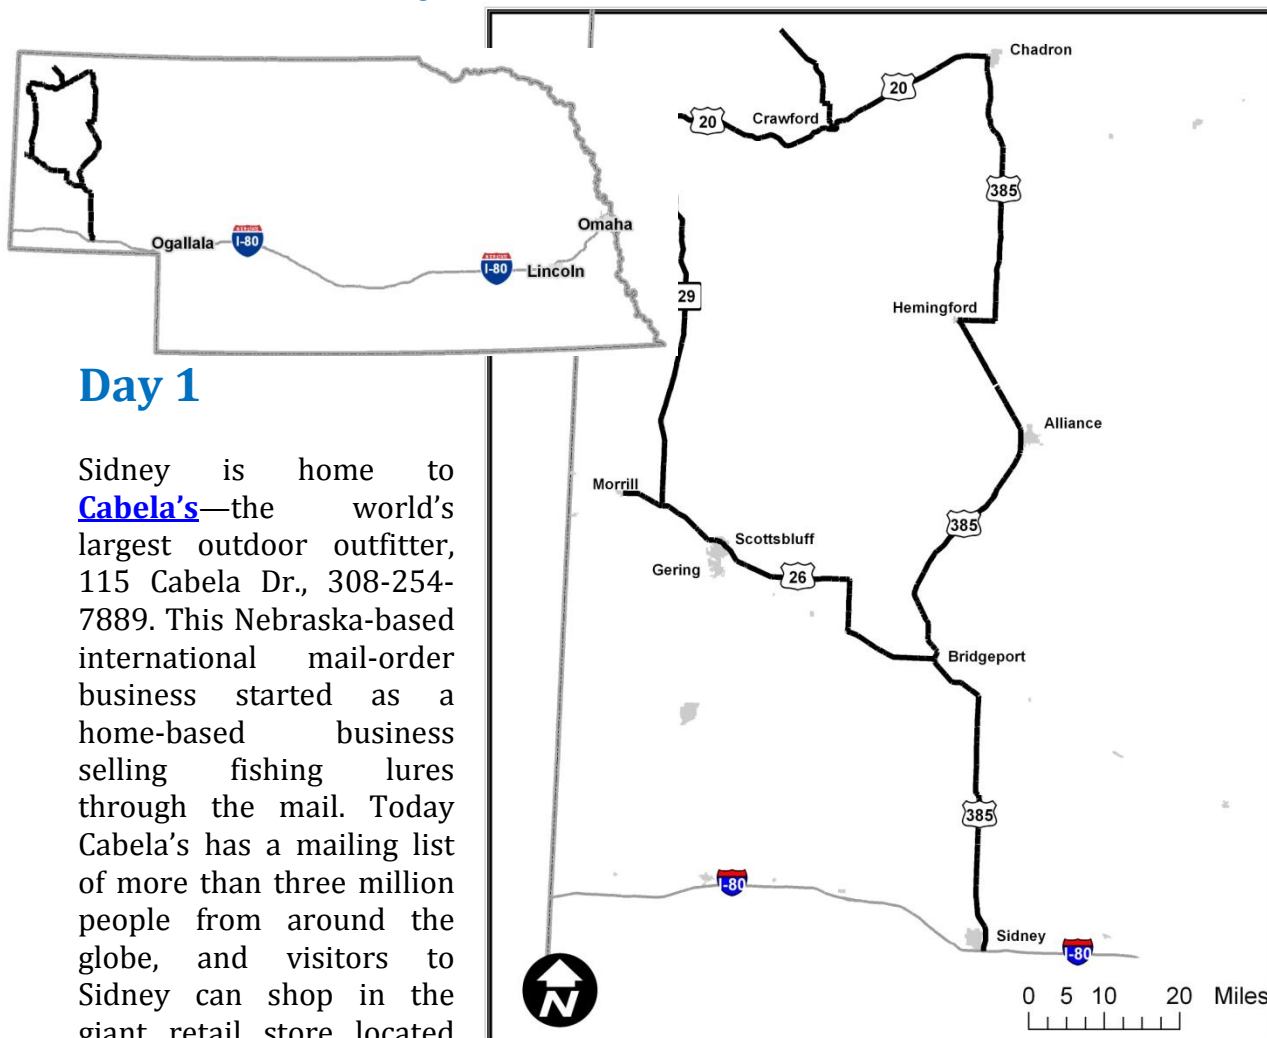 Ogallala
I-80
I-80
Lincoln
Omaha
Day 1
Sidney is home to
Cabela's—the world's
largest outdoor outfitter,
115 Cabela Dr., 308-254-
7889. This Nebraska-based
international mail-order
business started as a
home-based business
selling fishing lures
through the mail. Today
Cabela's has a mailing list
of more than three million
people from around the
globe, and visitors to
Sidney can shop in the
giant retail store located
Chadron
20
Crawford
20
385
29
Hemingford
Alliance
Morrill
385
Scottsbluff
Gering
26
Bridgeport
385
I-80
Sidney
I-80
N
0 5 10 20 Miles